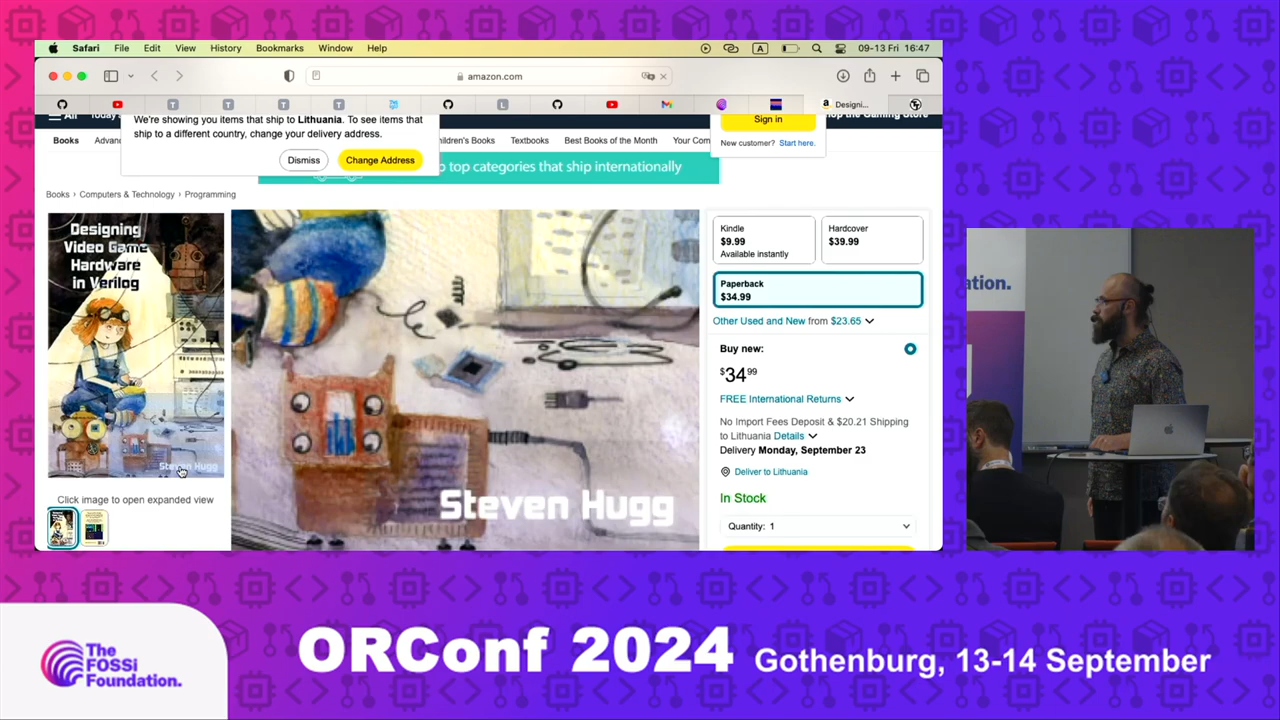 Safari File Edit View History Bookmarks Window Help A 09-13 Fri 16:47
amazon.com
T T T T L a Designi...
All
We're showing you items that ship to Lithuania. To see items that
ship to a different country, change your delivery address.
Dismiss Change Address
Sign in
New customer? Start here.
Books Textbooks Best Books of the Month Your Com
to top categories that ship internationally
Books › Computers & Technology › Programming
Designing
Video Game
Hardware
in Verilog
Steven Hugg
Click image to open expanded view
Steven Hugg
Kindle
$9.99
Available instantly
Hardcover
$39.99
Paperback
$34.99
Other Used and New from $23.65
Buy new:
$34 99
FREE International Returns
No Import Fees Deposit & $20.21 Shipping
to Lithuania Details
Delivery Monday, September 23
Deliver to Lithuania
In Stock
Quantity: 1
ation.
The
FOSSi
Foundation.
ORConf 2024 Gothenburg, 13-14 September